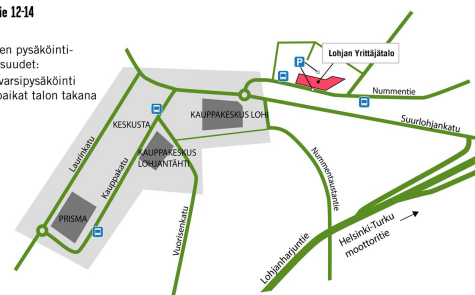 ie 12-14
en pysäköinti-
suudet:
varsipysäköinti
paikat talon takana
Lohjan Yrittäjätalo
P
Nummentie
KAUPPAKESKUS LOHI
Suurlohjankatu
KESKUSTA
Laurinkatu
Kauppakatu
KAUPPAKESKUS
LOHJANTÄHTI
Nummentaustantie
PRISMA
Vuorisenkatu
Lohjanharjuntie
Helsinki-Turku
moottoritie